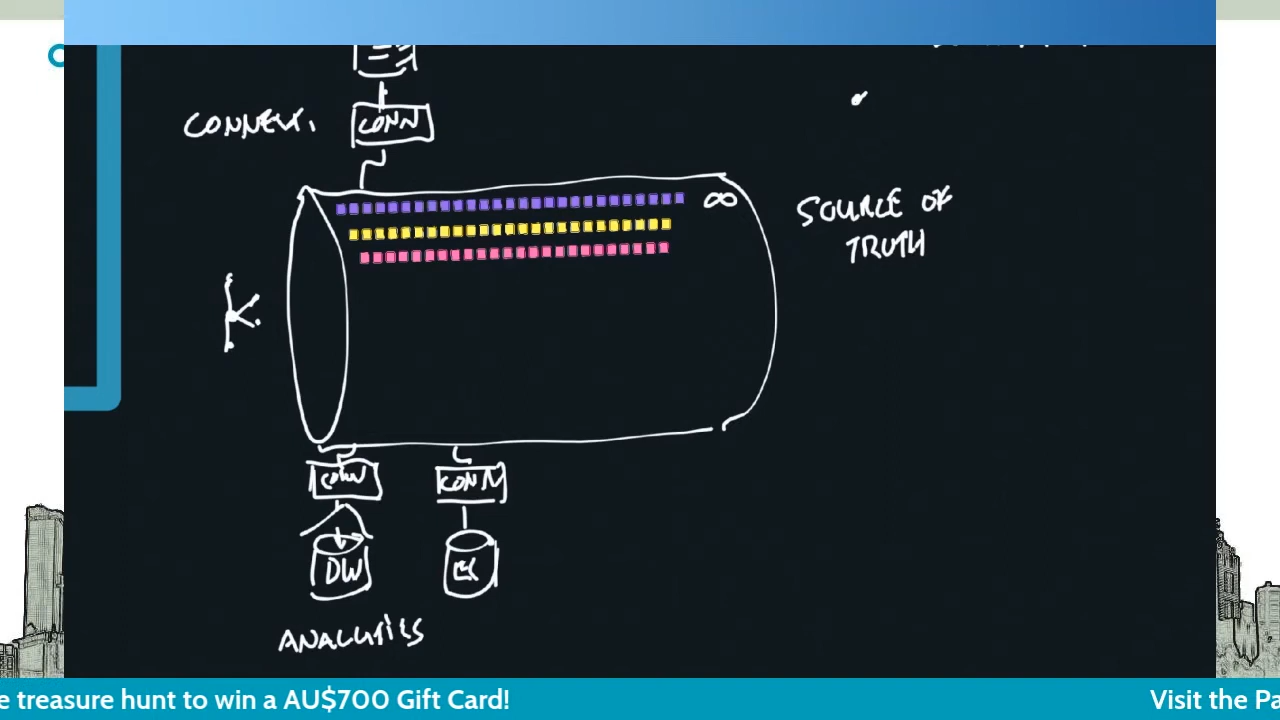 CONNECT.
CONN
∞
SOURCE OF
TRUTH
K
CONN
CONN
DW
ANALYTICS
e treasure hunt to win a AU$700 Gift Card!
Visit the Pa